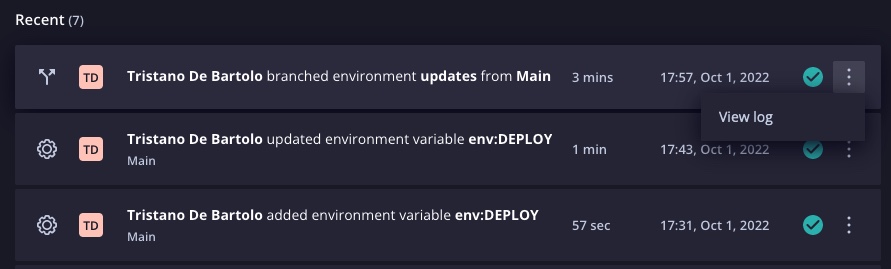 Recent (7)
TD Tristano De Bartolo branched environment updates from Main 3 mins 17:57, Oct 1, 2022
View log
TD Tristano De Bartolo updated environment variable env:DEPLOY 1 min 17:43, Oct 1, 2022
Main
TD Tristano De Bartolo added environment variable env:DEPLOY 57 sec 17:31, Oct 1, 2022
Main